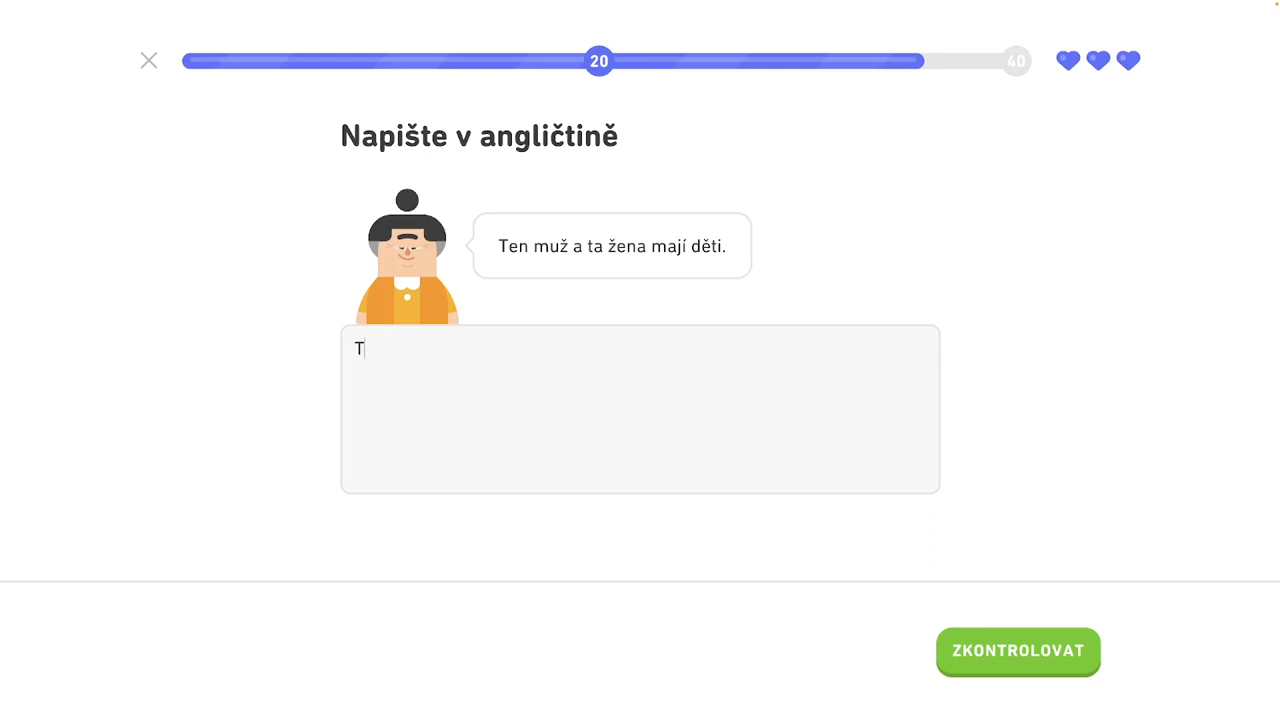 20
40
Napište v angličtině
Ten muž a ta žena mají děti.
T
ZKONTROLOVAT